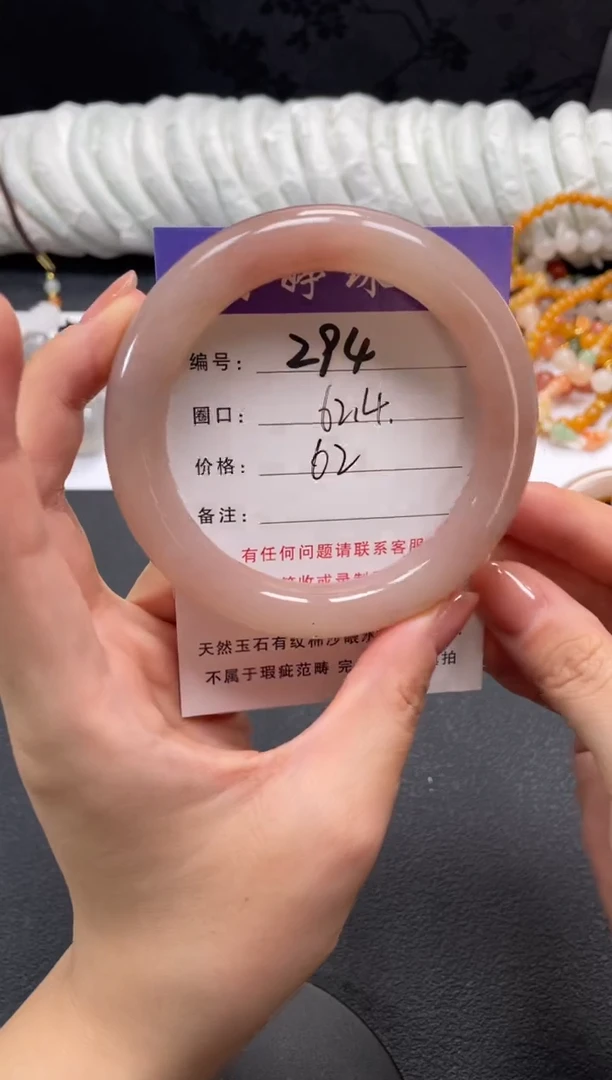 编号: 294
圈口: 62.4.
价格: 62
备注:
有任何问题请联系客服
天然玉石有纹棉沙眼
不属于瑕疵范畴 完 拍